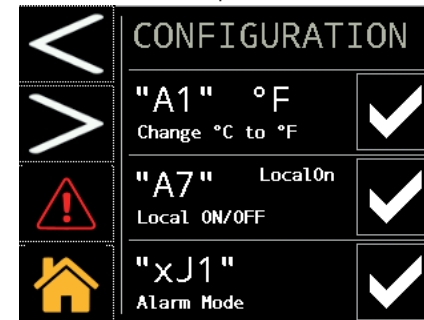 CONFIGURATION
"A1" °F
Change °C to °F
"A7" LocalOn
Local ON/OFF
"xJ1"
Alarm Mode